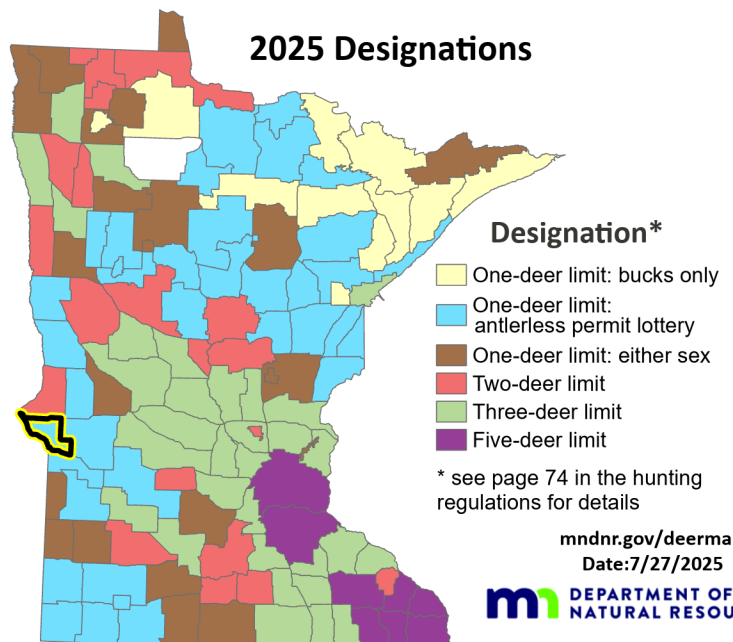 2025 Designations
Designation*
One-deer limit: bucks only
One-deer limit:
antlerless permit lottery
One-deer limit: either sex
Two-deer limit
Three-deer limit
Five-deer limit
* see page 74 in the hunting
regulations for details
mndnr.gov/deerma
Date:7/27/2025
mn DEPARTMENT OF
NATURAL RESOU